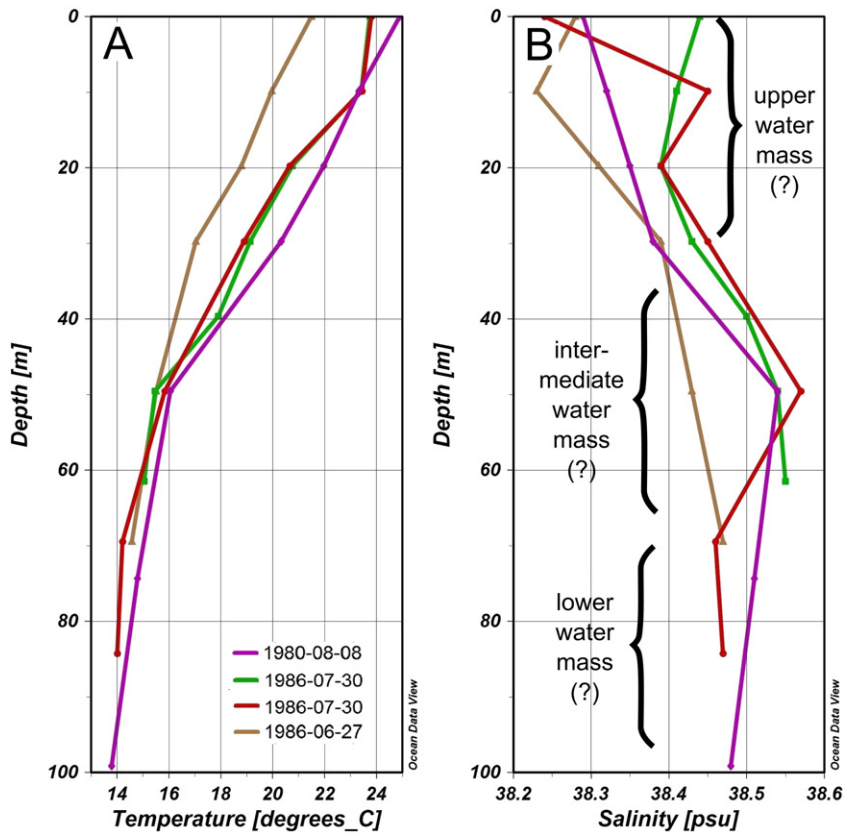 A
0
20
40
60
80
100
Depth [m]
14
16
18
20
22
24
Temperature [degrees_C]
1980-08-08
1986-07-30
1986-07-30
1986-06-27
Ocean Data View
B
0
20
40
60
80
100
Depth [m]
38.2
38.3
38.4
38.5
38.6
Salinity [psu]
upper
water
mass
(?)
inter-
mediate
water
mass
(?)
lower
water
mass
(?)
Ocean Data View